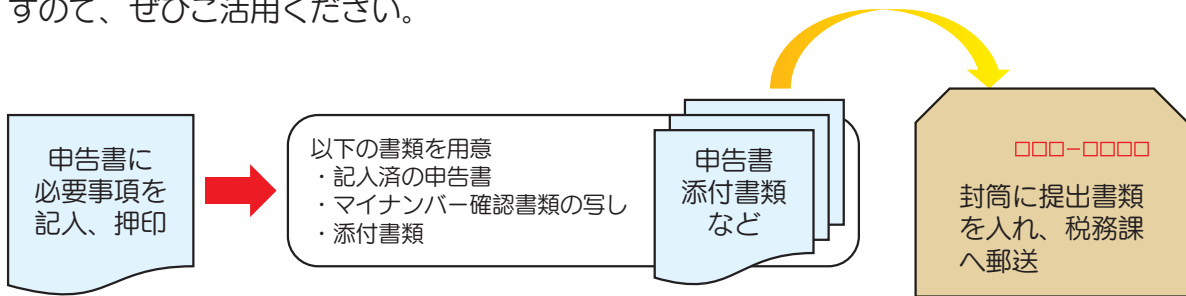 すので、ぜひご活用ください。
申告書に
必要事項を
記入、押印
以下の書類を用意
・記入済の申告書
・マイナンバー確認書類の写し
・添付書類
申告書
添付書類
など
□□□-□□□□
封筒に提出書類
を入れ、税務課
へ郵送